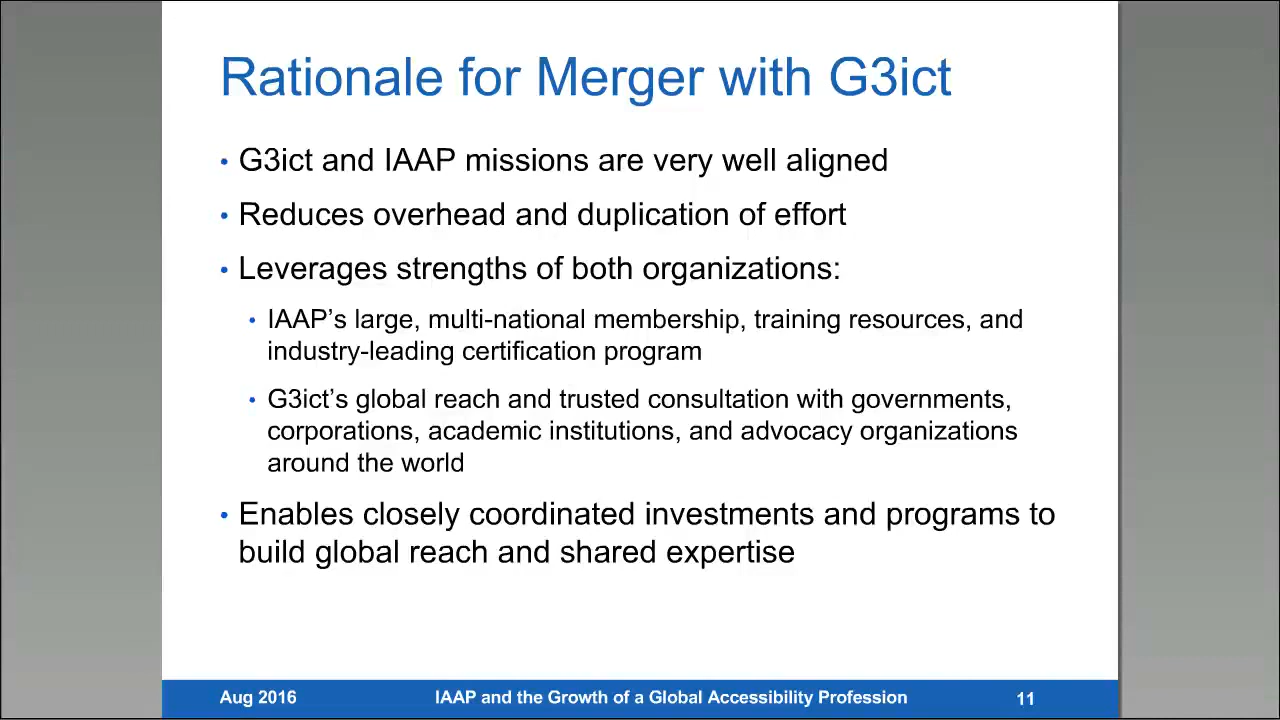 Rationale for Merger with G3ict
• G3ict and IAAP missions are very well aligned
• Reduces overhead and duplication of effort
• Leverages strengths of both organizations:
• IAAP’s large, multi-national membership, training resources, and
industry-leading certification program
• G3ict’s global reach and trusted consultation with governments,
corporations, academic institutions, and advocacy organizations
around the world
• Enables closely coordinated investments and programs to
build global reach and shared expertise
Aug 2016 IAAP and the Growth of a Global Accessibility Profession 11